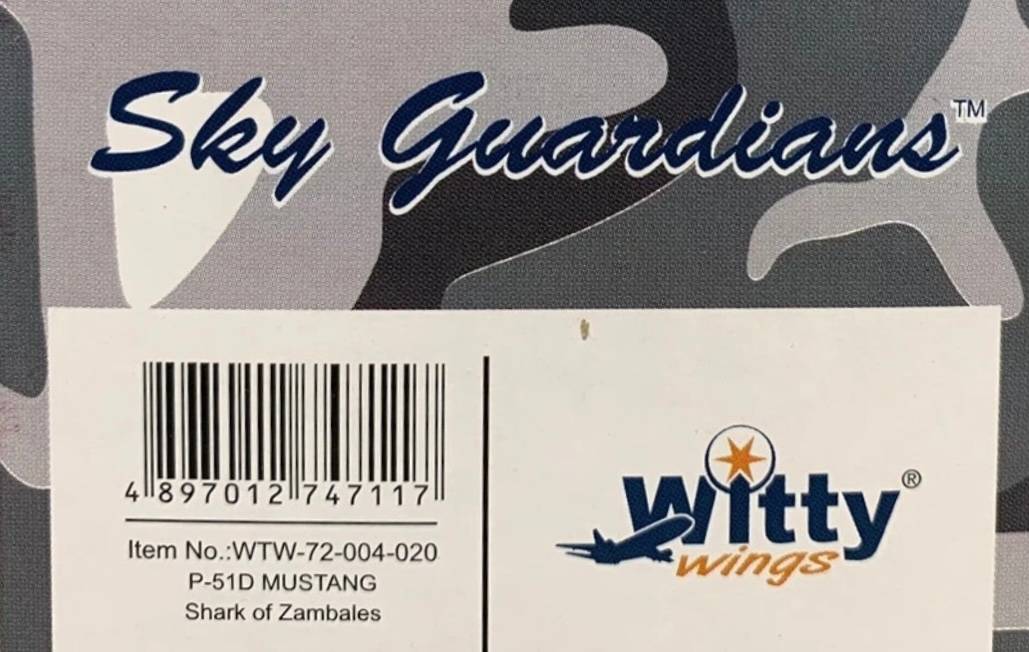 Sky Guardians™
4 897012 747117
Item No.:WTW-72-004-020
P-51D MUSTANG
Shark of Zambales
Witty®
wings